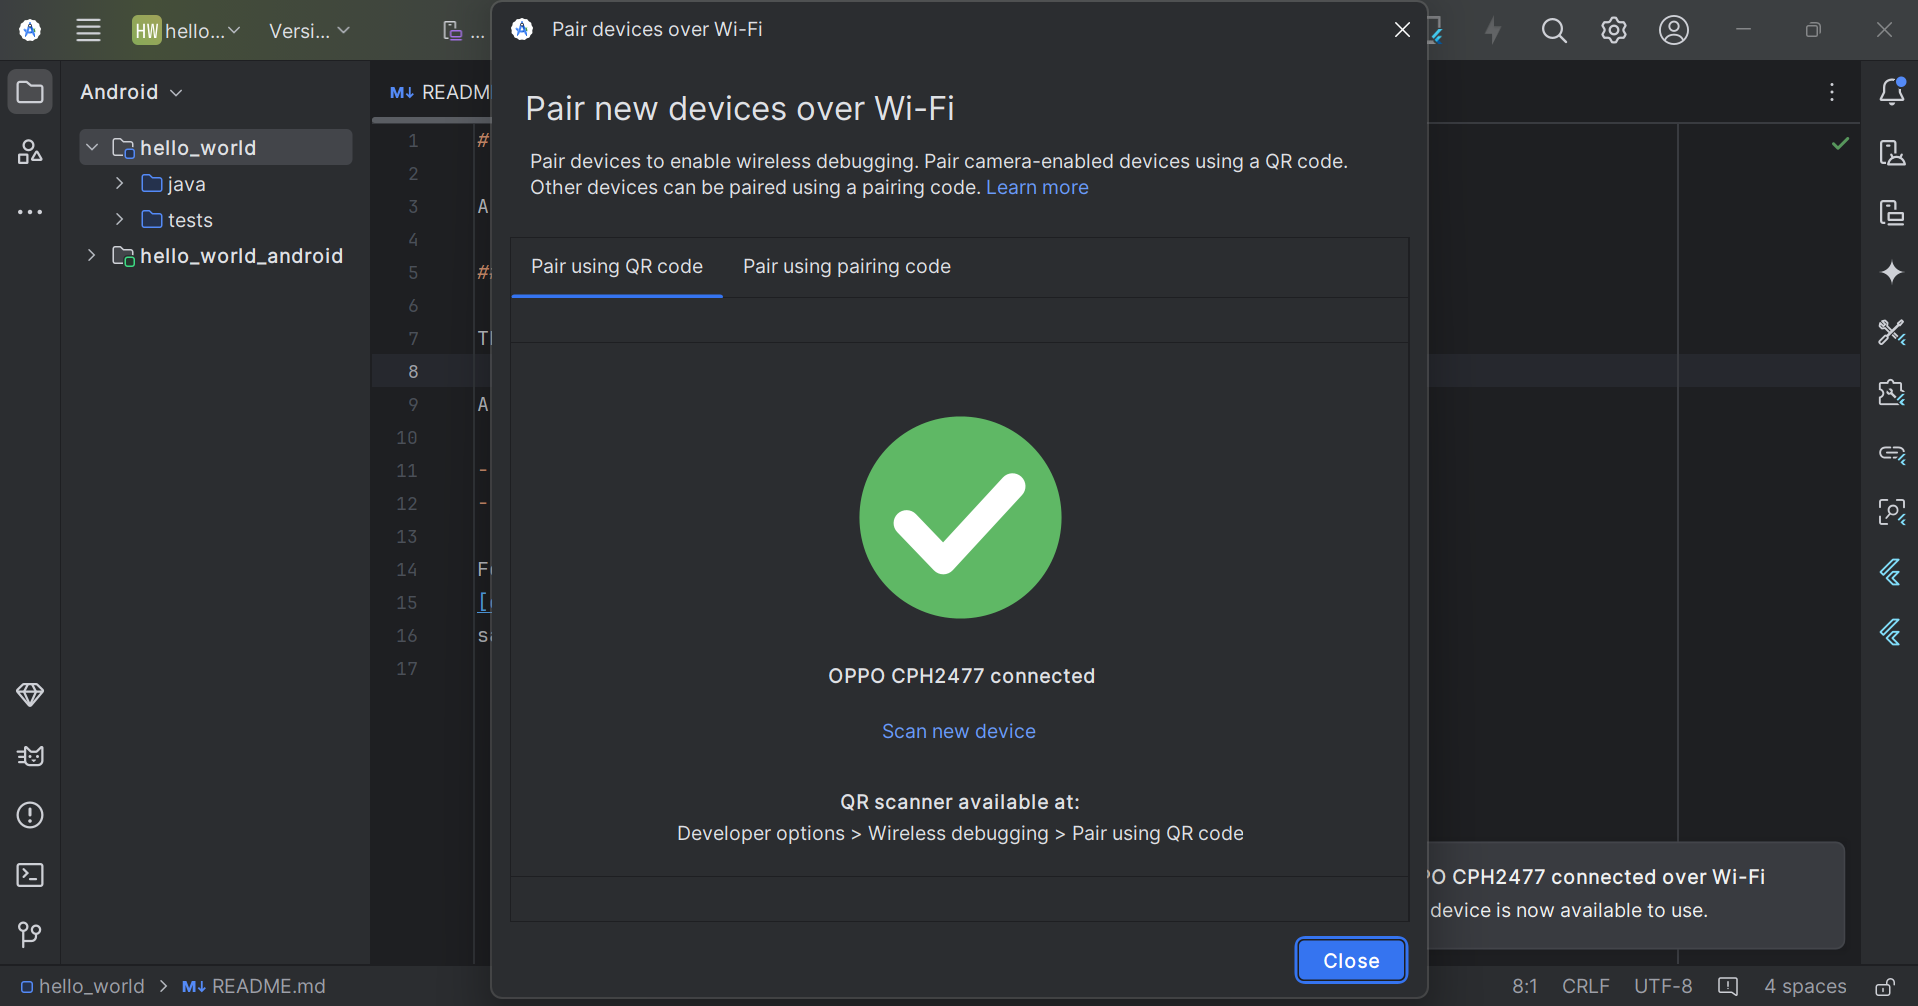 HW hello... Versi... ...
Pair devices over Wi-Fi
Android
README
hello_world
java
tests
hello_world_android
1
2
3
4
5
6
7
8
9
10
11
12
13
14
15
16
17
#
A
##
A
-
-
[
Pair new devices over Wi-Fi
Pair devices to enable wireless debugging. Pair camera-enabled devices using a QR code.
Other devices can be paired using a pairing code. Learn more
Pair using QR code Pair using pairing code
OPPO CPH2477 connected
Scan new device
QR scanner available at:
Developer options > Wireless debugging > Pair using QR code
Close
PO CPH2477 connected over Wi-Fi
device is now available to use.
hello_world > M↓ README.md
8:1 CRLF UTF-8 4 spaces